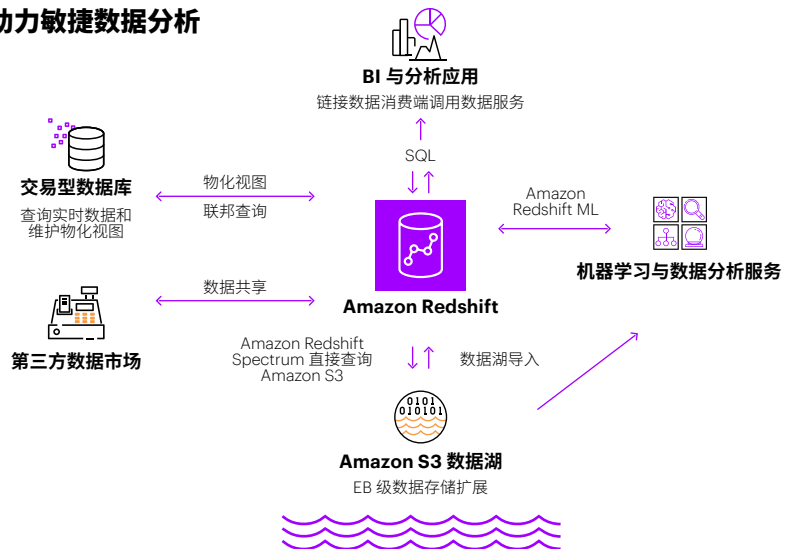 力敏捷数据分析
BI 与分析应用
链接数据消费端调用数据服务
SQL
交易型数据库
查询实时数据和
维护物化视图
物化视图
联邦查询
Amazon
Redshift ML
机器学习与数据分析服务
数据共享
第三方数据市场
Amazon Redshift
Amazon Redshift
Spectrum 直接查询
Amazon S3
数据湖导入
0101
010101
Amazon S3 数据湖
EB 级数据存储扩展